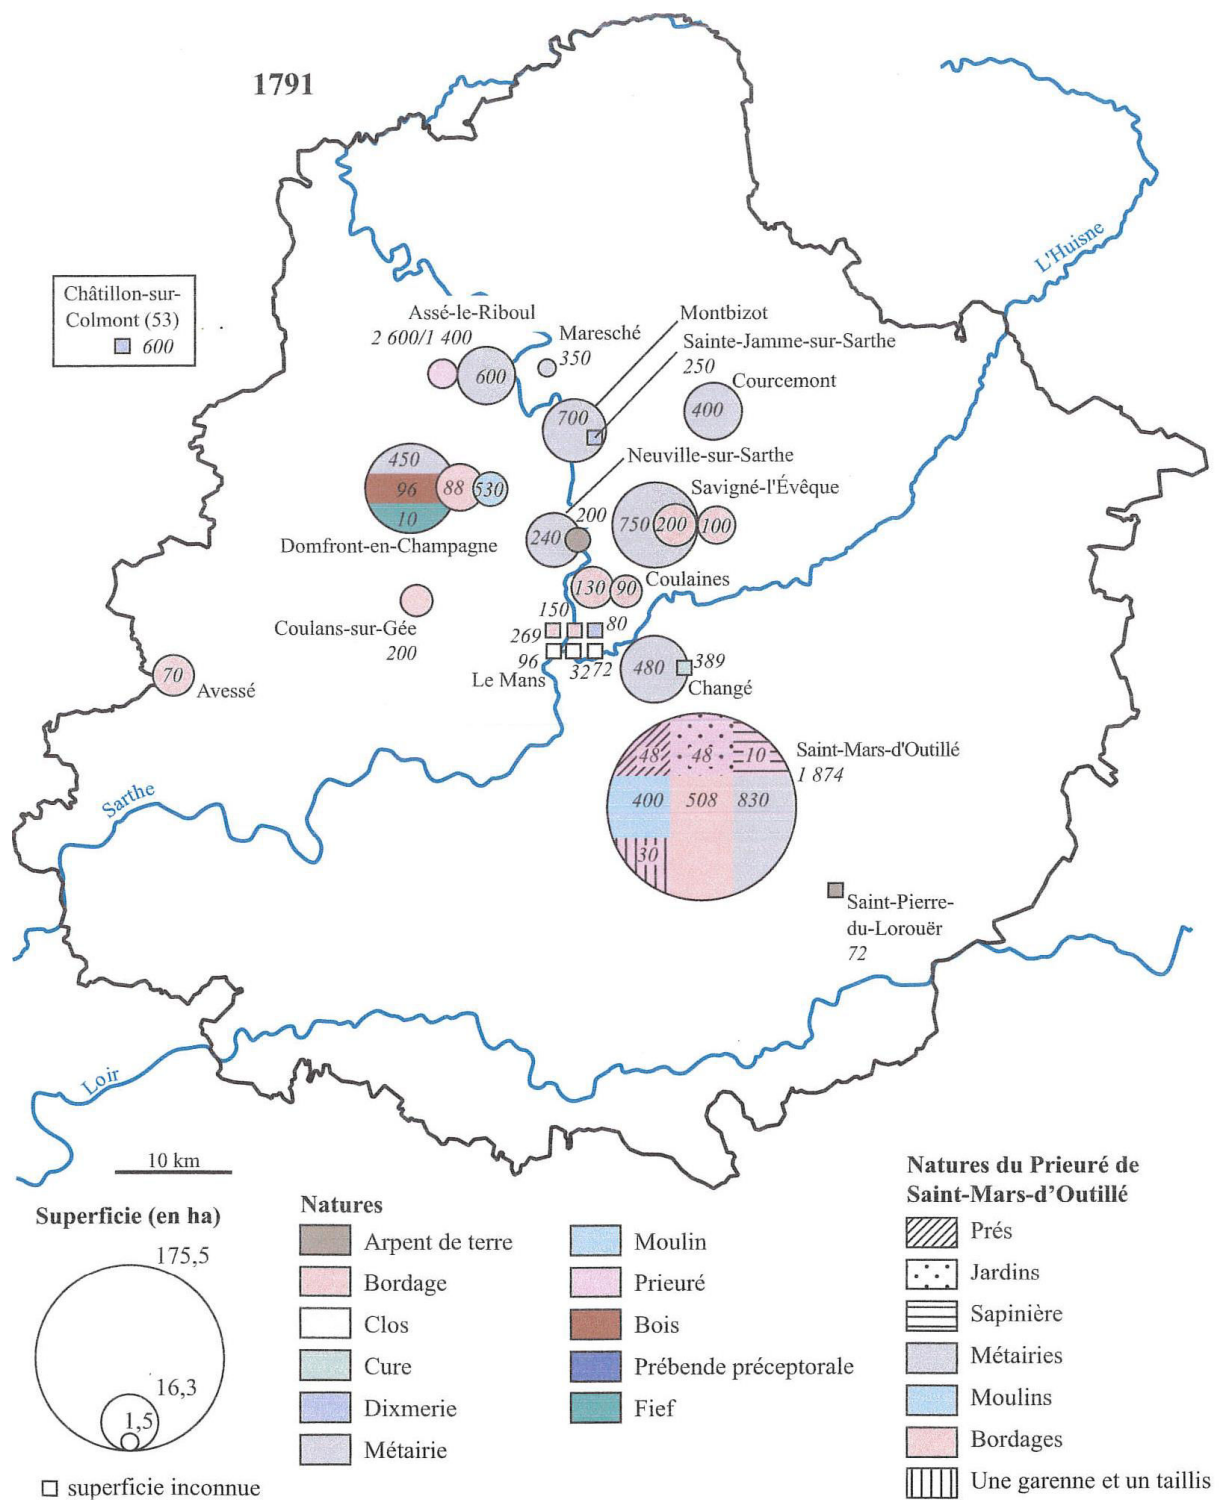 1791
L'Huisne
Châtillon-sur-
Colmont (53)
600
Assé-le-Riboul
2 600/1 400
600
Maresché
350
Montbizot
Sainte-Jamme-sur-Sarthe
250
700
Courcemont
400
Neuville-sur-Sarthe
200
240
Savigné-l'Évêque
750
200
100
450
96
10
88
530
Domfront-en-Champagne
Coulaines
130
90
Coulans-sur-Gée
200
150
269
80
96
32
72
Le Mans
480
389
Changé
70
Avessé
Saint-Mars-d'Outillé
1 874
48
48
10
400
508
830
30
Sarthe
Saint-Pierre-
du-Lorouër
72
Loir
10 km
Superficie (en ha)
175,5
16,3
1,5
superficie inconnue
Natures
Arpent de terre
Bordage
Clos
Cure
Dixmerie
Métairie
Moulin
Prieuré
Bois
Prébende préceptorale
Fief
Natures du Prieuré de
Saint-Mars-d’Outillé
Prés
Jardins
Sapinière
Métairies
Moulins
Bordages
Une garenne et un taillis